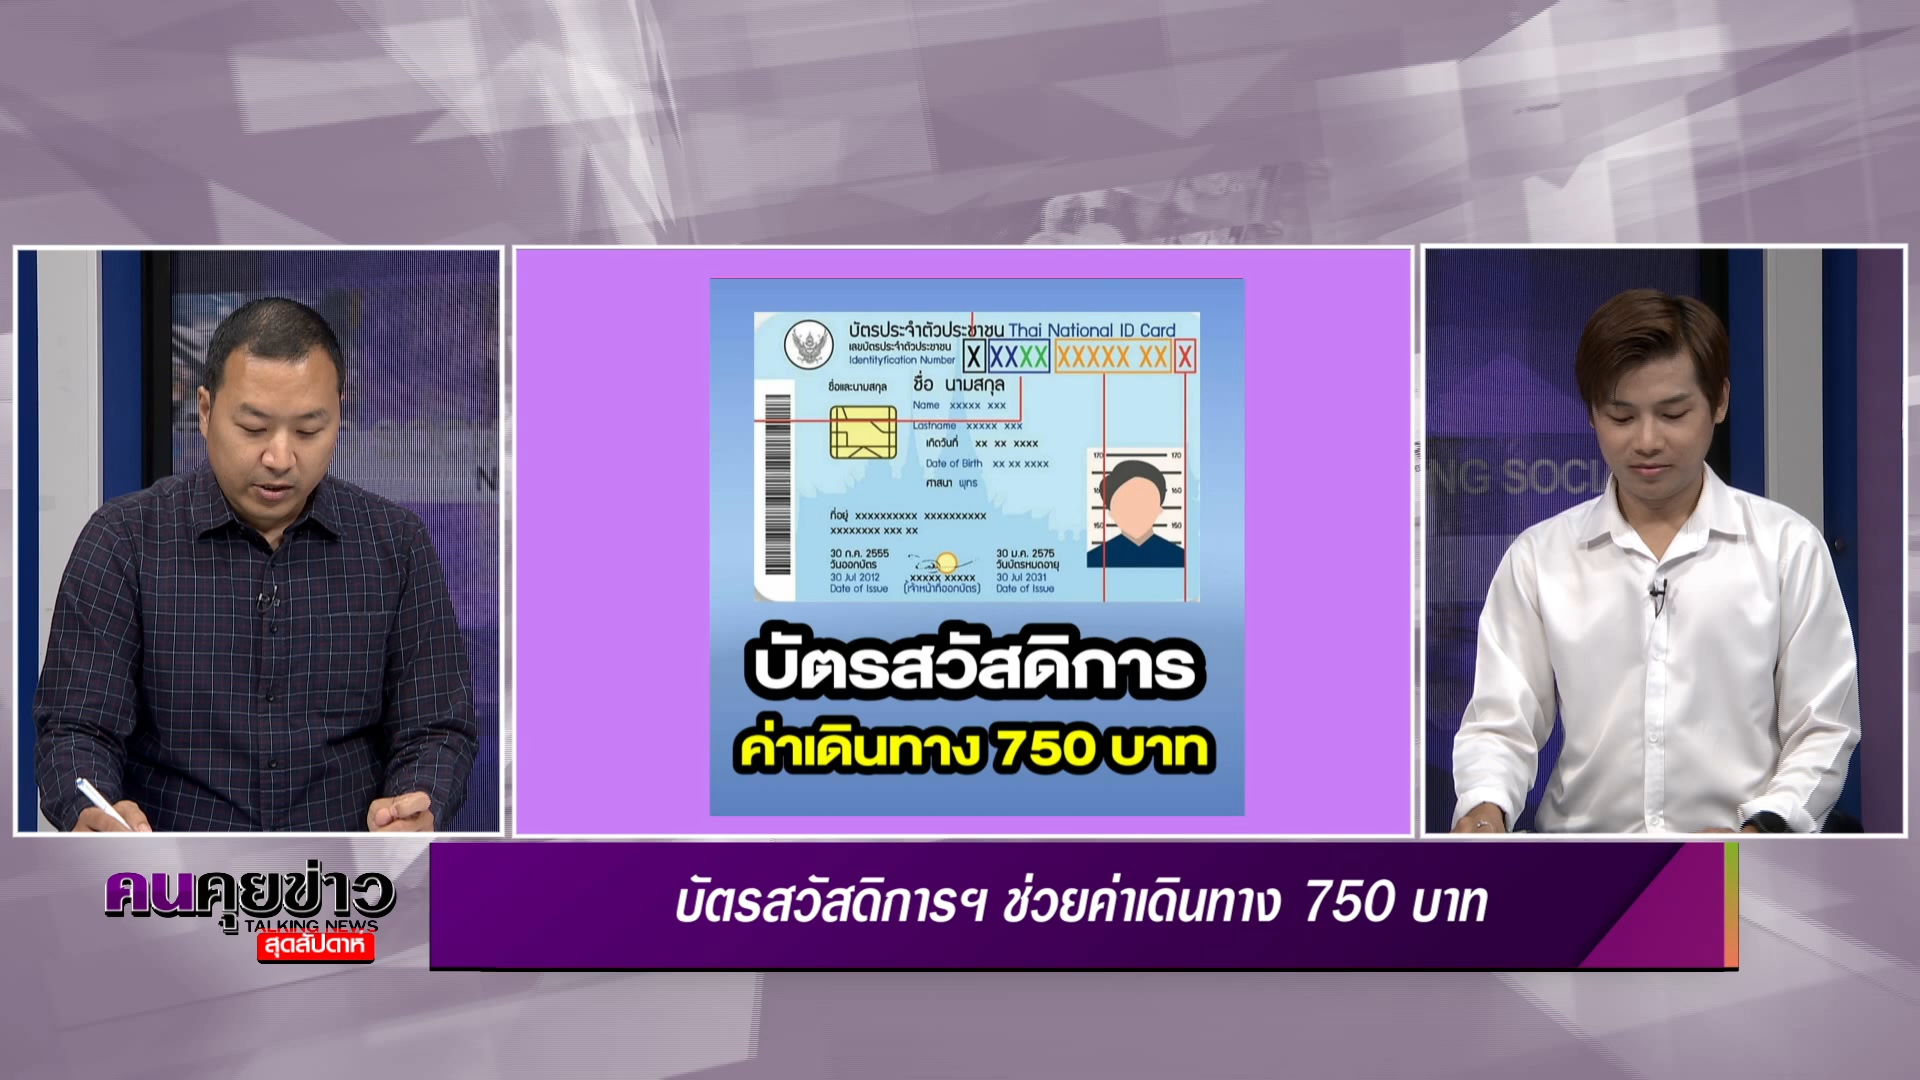 บัตรประจำตัวประชาชน Thai National ID Card
เลขบัตรประจำตัวประชาชน
Identityfication Number X XXXX XXXXX XX X
ชื่อและนามสกุล ชื่อ นามสกุล
Name xxxxx xxx
Lastname xxxxx xxx
เกิดวันที่ xx xx xxxx
Date of Birth xx xx xxxx
ศาสนา พุทธ
170 170
160
150 150
ที่อยู่ xxxxxxxxxx xxxxxxxxxx
xxxxxxxx xxx xx
30 ก.ค. 2555 30 ม.ค. 2575
วันออกบัตร วันบัตรหมดอายุ
30 Jul 2012 xxxxx xxxxx 30 Jul 2031
Date of Issue (เจ้าหน้าที่ออกบัตร) Date of Issue
บัตรสวัสดิการ
ค่าเดินทาง 750 บาท
NG SOCI
คนคุยข่าว
TALKING NEWS
สุดสัปดาห์
บัตรสวัสดิการฯ ช่วยค่าเดินทาง 750 บาท